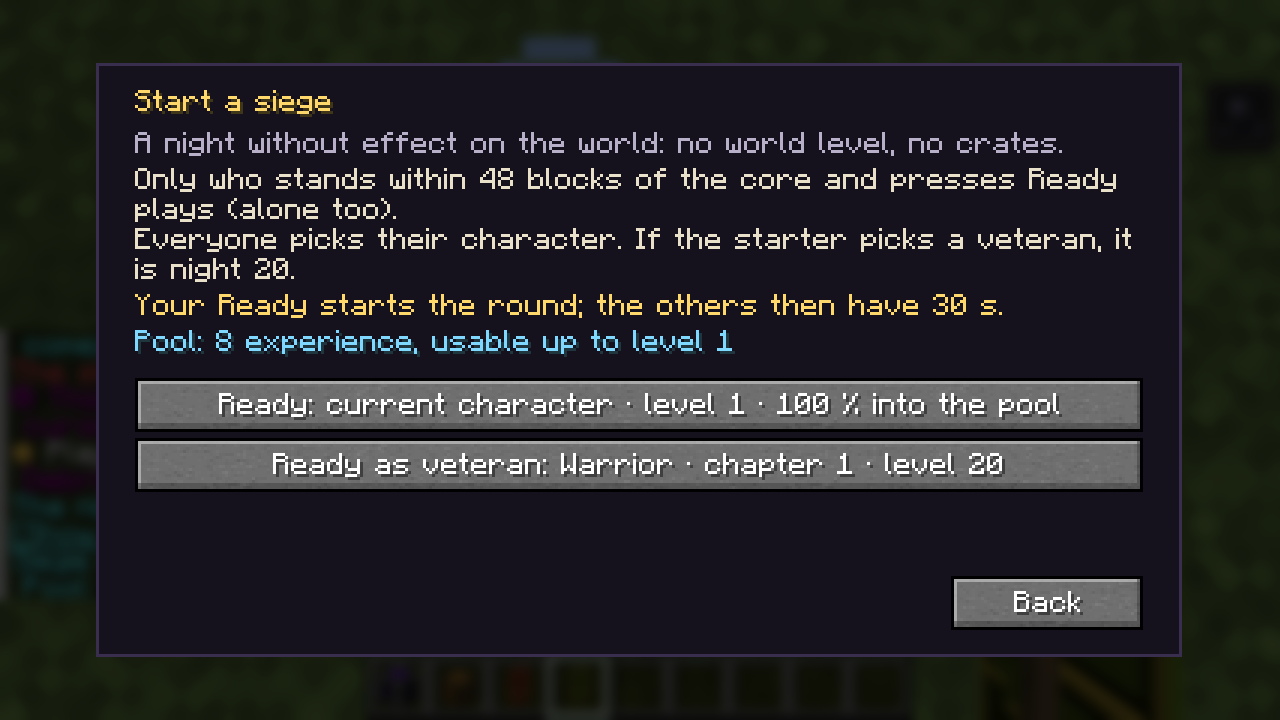 Start a siege
A night without effect on the world: no world level, no crates.
Only who stands within 48 blocks of the core and presses Ready
plays (alone too).
Everyone picks their character. If the starter picks a veteran, it
is night 20.
Your Ready starts the round; the others then have 30 s.
Pool: 8 experience, usable up to level 1
Ready: current character · level 1 · 100 % into the pool
Ready as veteran: Warrior · chapter 1 · level 20
Back